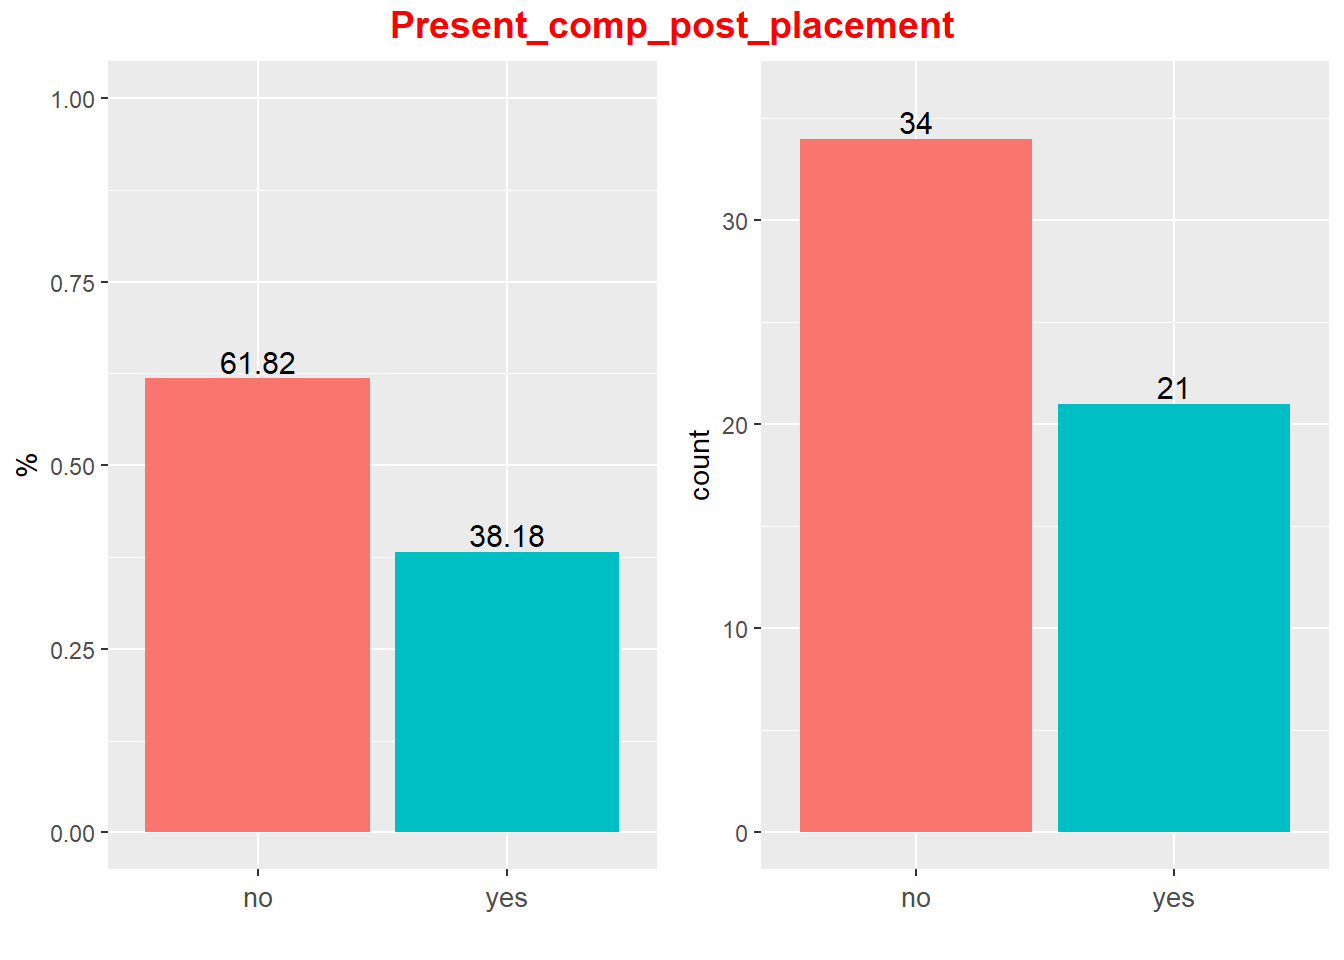 Present_comp_post_placement
%
1.00
0.75
0.50
0.25
0.00
61.82
38.18
no
yes
count
30
20
10
0
34
21
no
yes